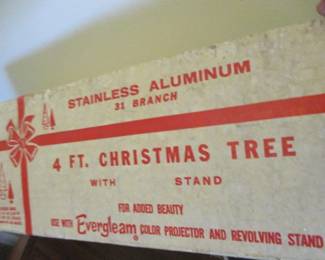 STAINLESS ALUMINUM
31 BRANCH
4 FT. CHRISTMAS TREE
WITH STAND
FOR ADDED BEAUTY
USE WITH Evergleam COLOR PROJECTOR AND REVOLVING STAND